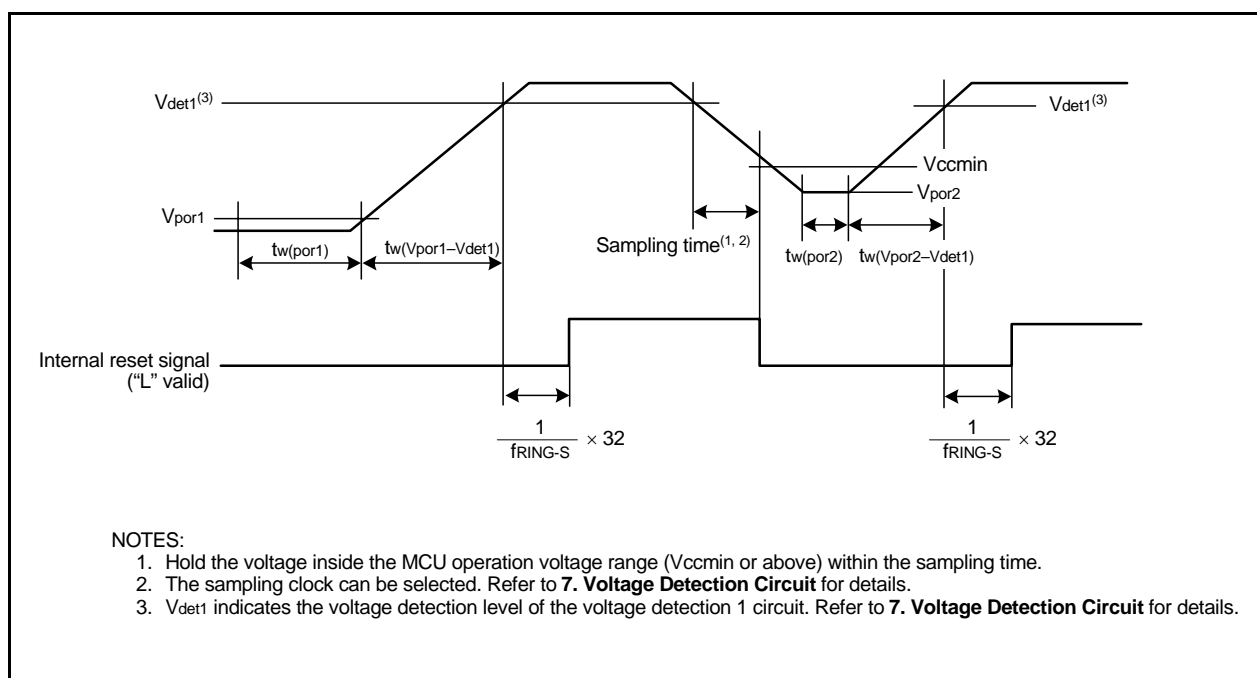 Vdet1(3)
Vdet1(3)
Vccmin
Vpor1
Vpor2
tw(por1)
tw(Vpor1–Vdet1)
Sampling time(1, 2)
tw(por2)
tw(Vpor2–Vdet1)
Internal reset signal
(“L” valid)
1
fRING-S
× 32
1
fRING-S
× 32
NOTES:
1. Hold the voltage inside the MCU operation voltage range (Vccmin or above) within the sampling time.
2. The sampling clock can be selected. Refer to 7. Voltage Detection Circuit for details.
3. Vdet1 indicates the voltage detection level of the voltage detection 1 circuit. Refer to 7. Voltage Detection Circuit for details.